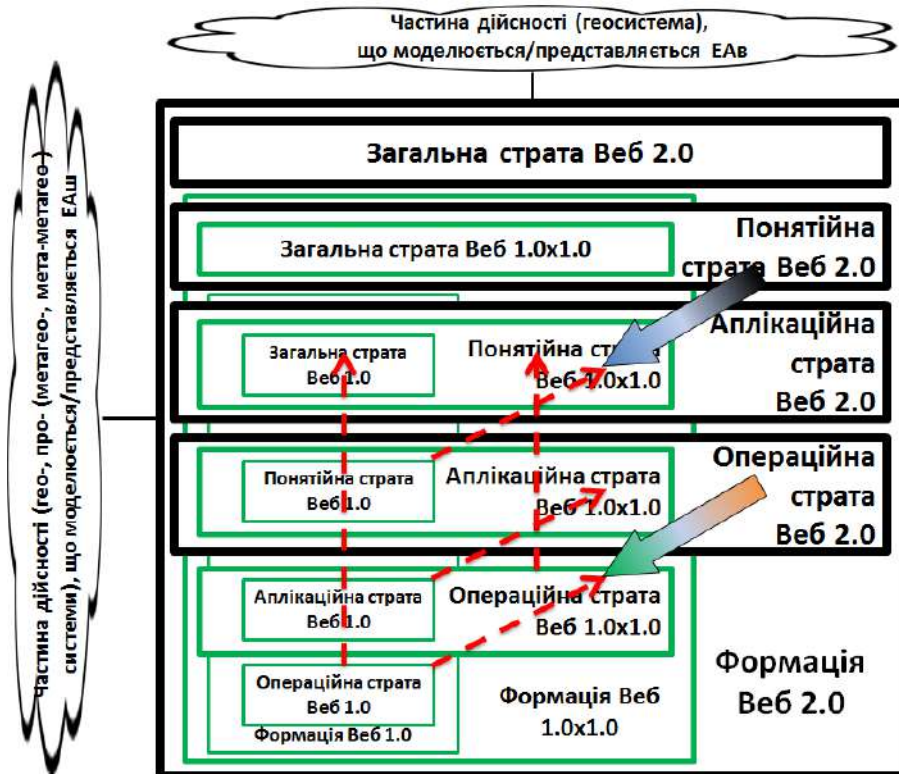 Частина дійсності (геосистема),
що моделюється/представляється ЕАв
Частина дійсності (гео-, про- (метагео-, мета-метагео-)
системи), що моделюється/представляється ЕАш
Загальна страта Веб 2.0
Понятійна
страта Веб 2.0
Загальна страта Веб 1.0х1.0
Аплікаційна
страта
Веб 2.0
Понятійна страта
Веб 1.0х1.0
Загальна страта
Веб 1.0
Операційна
страта
Веб 2.0
Аплікаційна страта
Веб 1.0х1.0
Понятійна страта
Веб 1.0
Операційна страта
Веб 1.0х1.0
Аплікаційна страта
Веб 1.0
Операційна страта
Веб 1.0
Формація Веб 1.0
Формація Веб
1.0х1.0
Формація
Веб 2.0